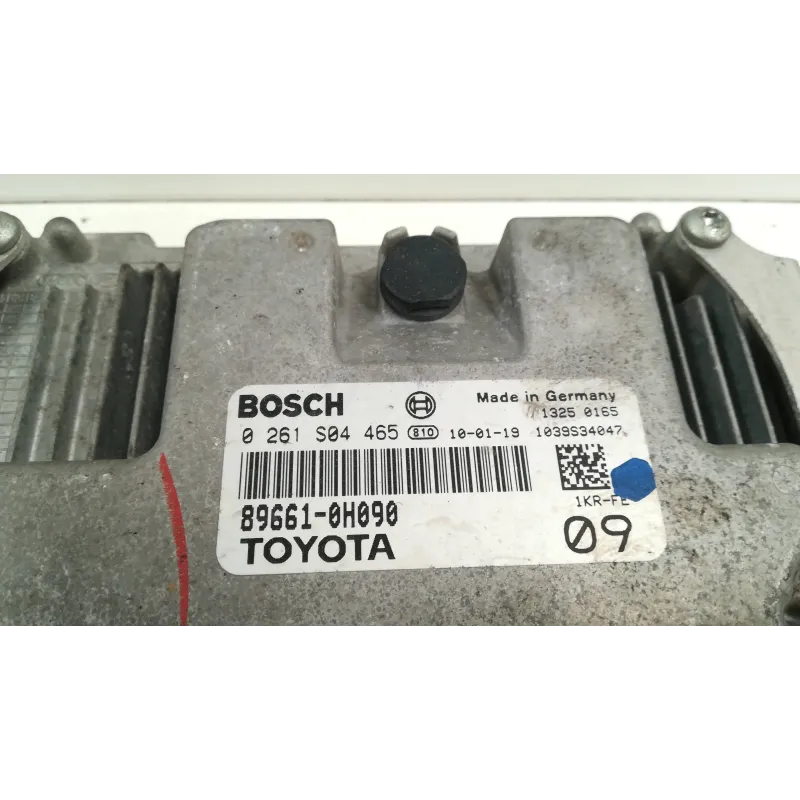 BOSCH Made in Germany
1325 0165
0 261 S04 465 810 10-01-19 1039S34047
89661-0H090 1KR-FE
TOYOTA 09